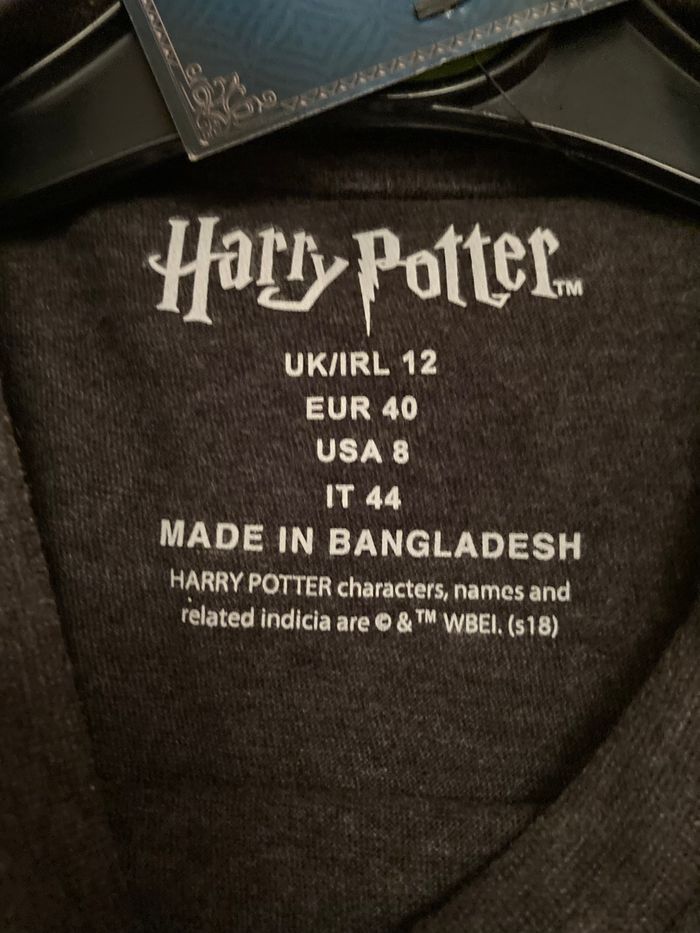 Harry Potter™
UK/IRL 12
EUR 40
USA 8
IT 44
MADE IN BANGLADESH
HARRY POTTER characters, names and
related indicia are © & ™ WBEI. (s18)